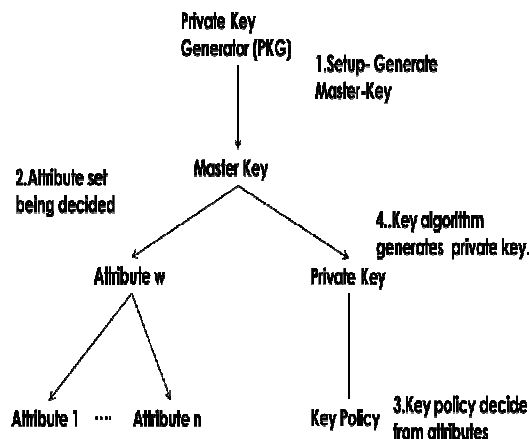 Private Key
Generator (PKG)
1.Setup- Generate
Master-Key
Master Key
2.Attribute set
being decided
4..Key algorithm
generates private key.
Attribute w
Private Key
Attribute 1 ---- Attribute n
Key Policy
3.Key policy decide
from attributes